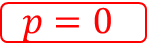 p = 0